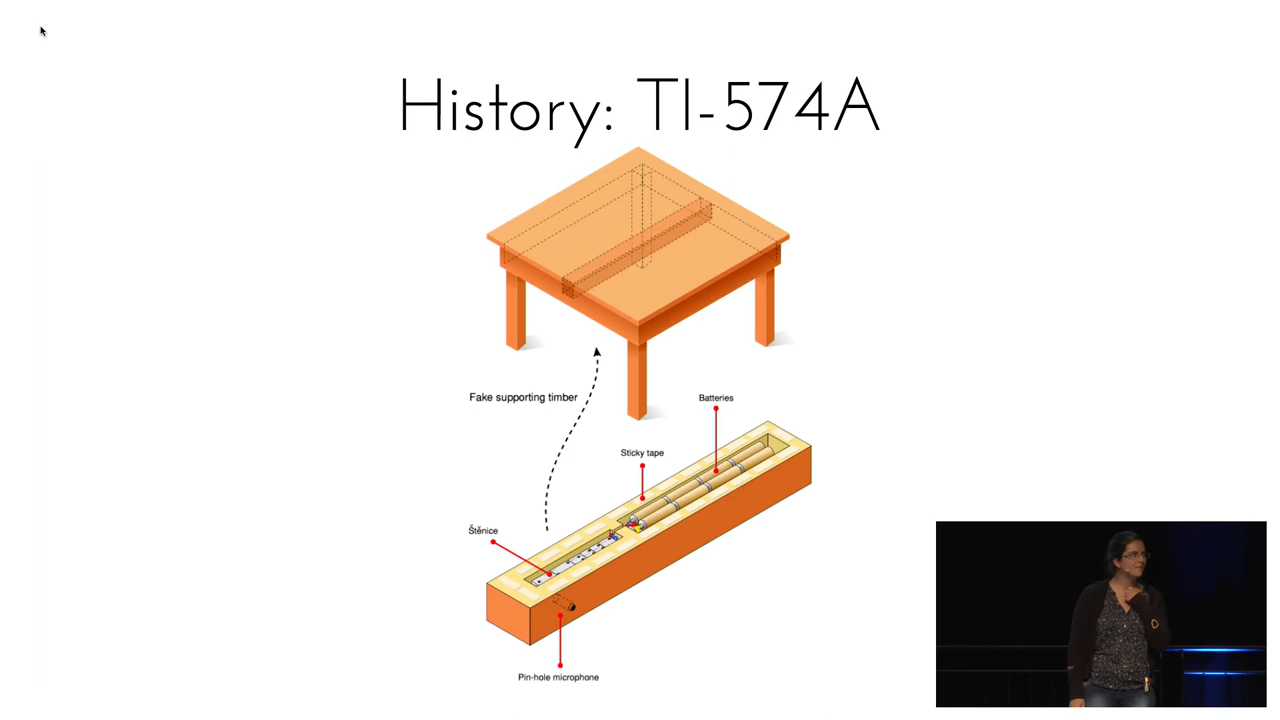 History: TI-574A
Fake supporting timber
Batteries
Sticky tape
Štěnice
Pin-hole microphone